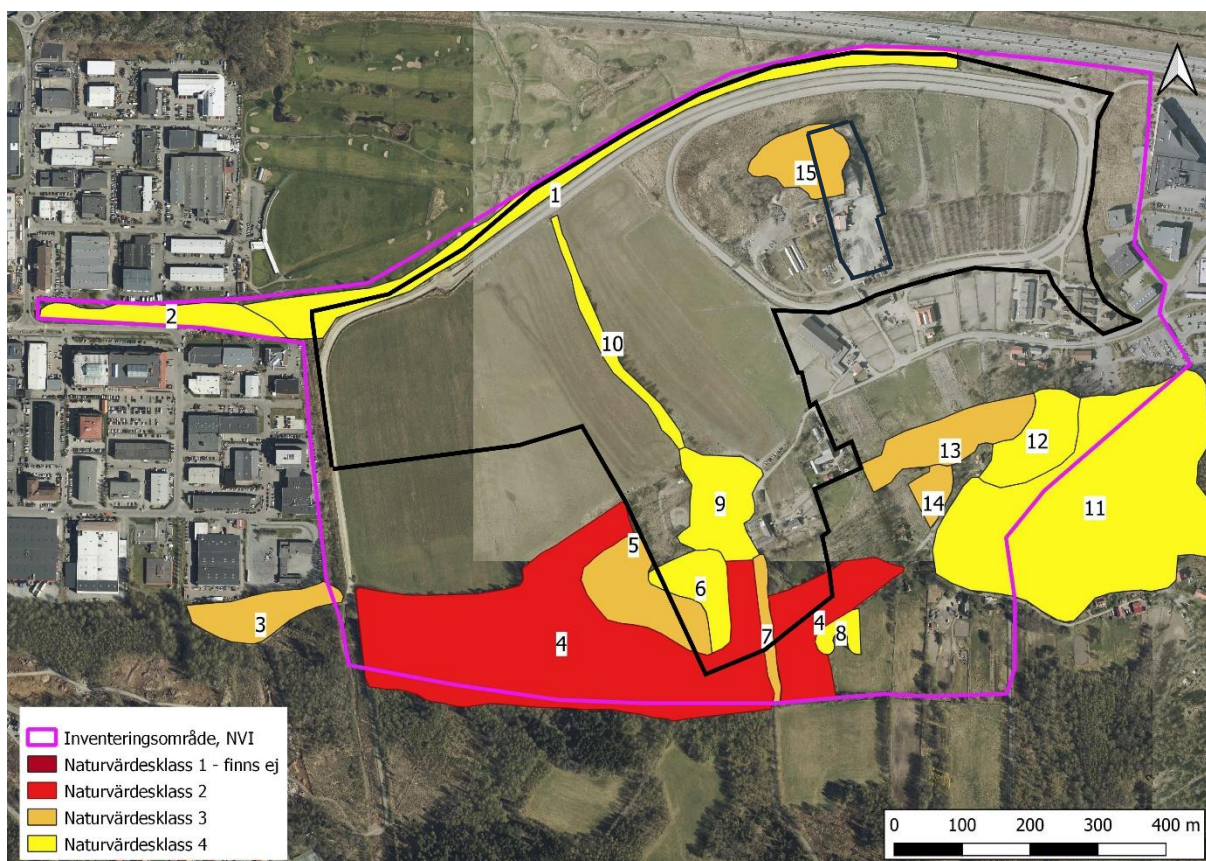 1
15
2
10
13
12
14
11
9
5
6
3
4
7
4
8
Inventeringsområde, NVI
Naturvärdesklass 1 - finns ej
Naturvärdesklass 2
Naturvärdesklass 3
Naturvärdesklass 4
0 100 200 300 400 m